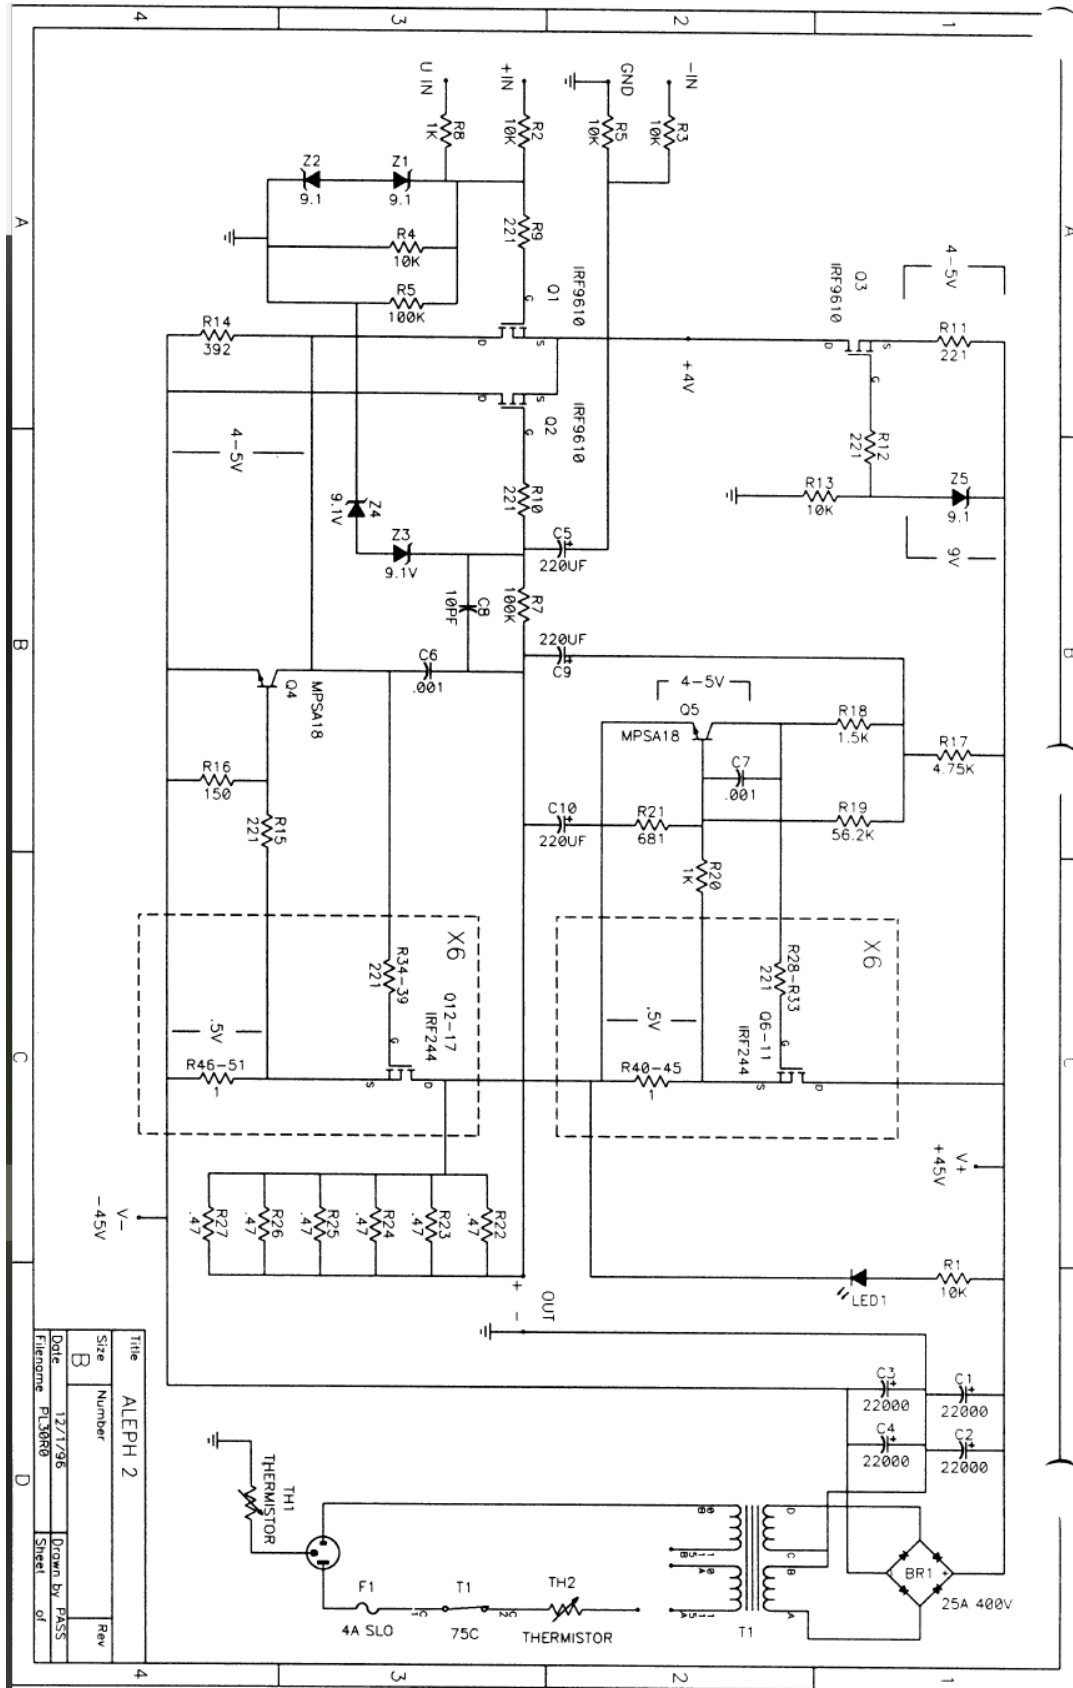 4
3
2
1
A
B
C
D
A
B
C
4
3
2
1
-IN
R3
10K
GND
R5
10K
+IN
R2
10K
U IN
R8
1K
Z2
9.1
Z1
9.1
R4
10K
R5
100K
R9
221
Q1
IRF9610
G
D
S
R14
392
+4V
Q3
IRF9610
D
S
G
4-5V
R11
221
R12
221
R13
10K
Z5
9.1
9V
Q2
IRF9610
D
S
G
4-5V
R10
221
Z4
9.1V
Z3
9.1V
C5
220UF
C8
10PF
R7
100K
220UF
C9
C6
.001
Q4
MPSA18
R16
150
R15
221
4-5V
Q5
MPSA18
C7
.001
R18
1.5K
R17
4.75K
R19
56.2K
C10
220UF
R21
681
R20
1K
X6
R34-39
221
Q12-17
IRF244
G
S
D
.5V
R46-51
1
X6
R28-R33
221
Q6-11
IRF244
G
S
D
.5V
R40-45
1
V+
+45V
V-
-45V
R22
.47
R23
.47
R24
.47
R25
.47
R26
.47
R27
.47
R1
10K
LED1
OUT
+
-
C3
22000
C1
22000
C4
22000
C2
22000
BR1
25A 400V
D
C
B
A
T1
TH1
THERMISTOR
F1
4A SLO
T1
75C
TH2
THERMISTOR
Title
ALEPH 2
Size
B
Number
Rev
Date
12/1/96
Drawn by PASS
Filename PL30R0
Sheet of